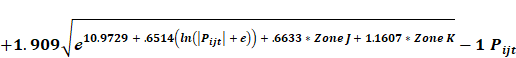 +1.909√e^10.9729 + .6514(ln(|P_ijt| + e)) + .6633 * Zone J + 1.1607 * Zone K − 1 P_ijt